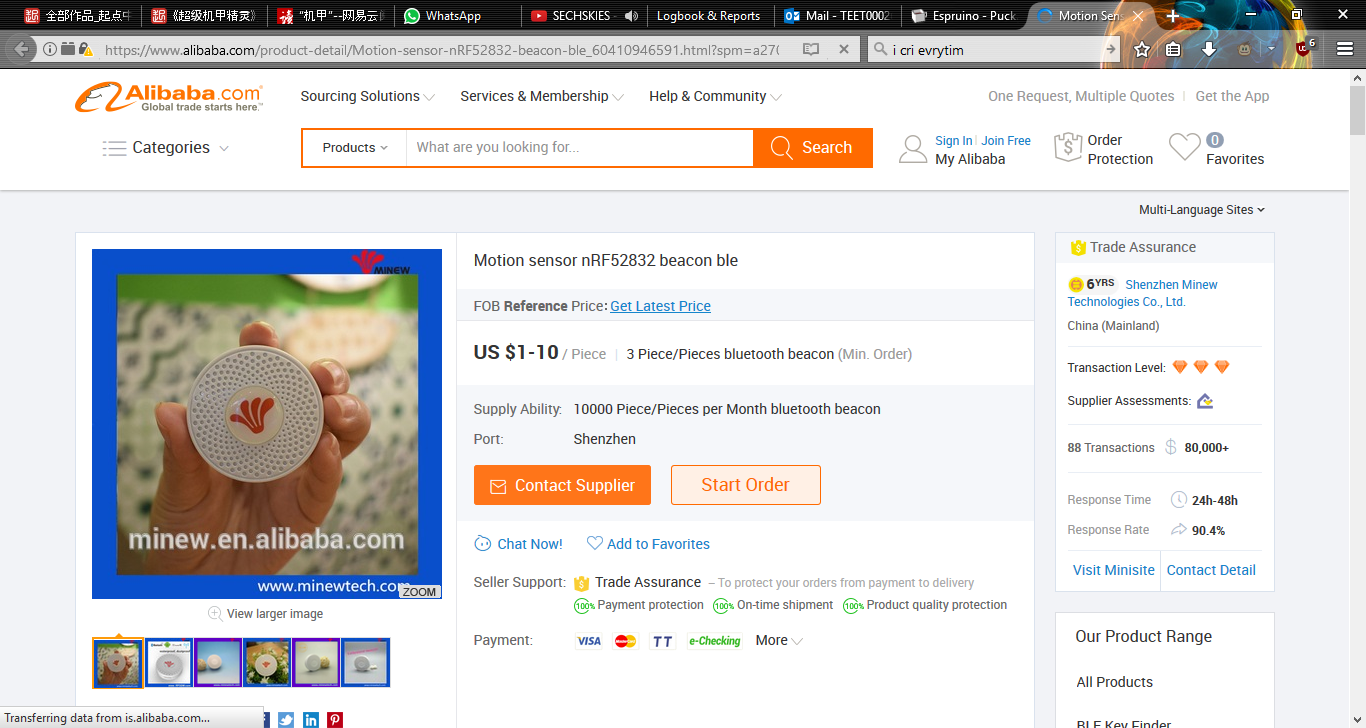 全部作品_起点中
《超级机甲精灵》
"机甲"--网易云
WhatsApp
SECHSKIES -
Logbook & Reports
Mail - TEET0002
Espruino - Puck
Motion Sens
https://www.alibaba.com/product-detail/Motion-sensor-nRF52832-beacon-ble_60410946591.html?spm=a270
i cri evrytim
6
Alibaba.com
Global trade starts here.™
Sourcing Solutions
Services & Membership
Help & Community
One Request, Multiple Quotes
Get the App
Categories
Products
What are you looking for...
Search
Sign In
Join Free
My Alibaba
Order
Protection
0
Favorites
Multi-Language Sites
MINEW
minew.en.alibaba.com
www.minewtech.com
ZOOM
View larger image
Motion sensor nRF52832 beacon ble
FOB Reference Price: Get Latest Price
US $1-10 / Piece
3 Piece/Pieces bluetooth beacon (Min. Order)
Supply Ability: 10000 Piece/Pieces per Month bluetooth beacon
Port: Shenzhen
Contact Supplier
Start Order
Chat Now!
Add to Favorites
Seller Support: Trade Assurance – To protect your orders from payment to delivery
100% Payment protection 100% On-time shipment 100% Product quality protection
Payment: VISA MasterCard TT e-Checking More
Trade Assurance
6 YRS Shenzhen Minew
Technologies Co., Ltd.
China (Mainland)
Transaction Level:
Supplier Assessments:
88 Transactions $ 80,000+
Response Time 24h-48h
Response Rate 90.4%
Visit Minisite
Contact Detail
Our Product Range
All Products
BLE Key Finder
Transferring data from is.alibaba.com...